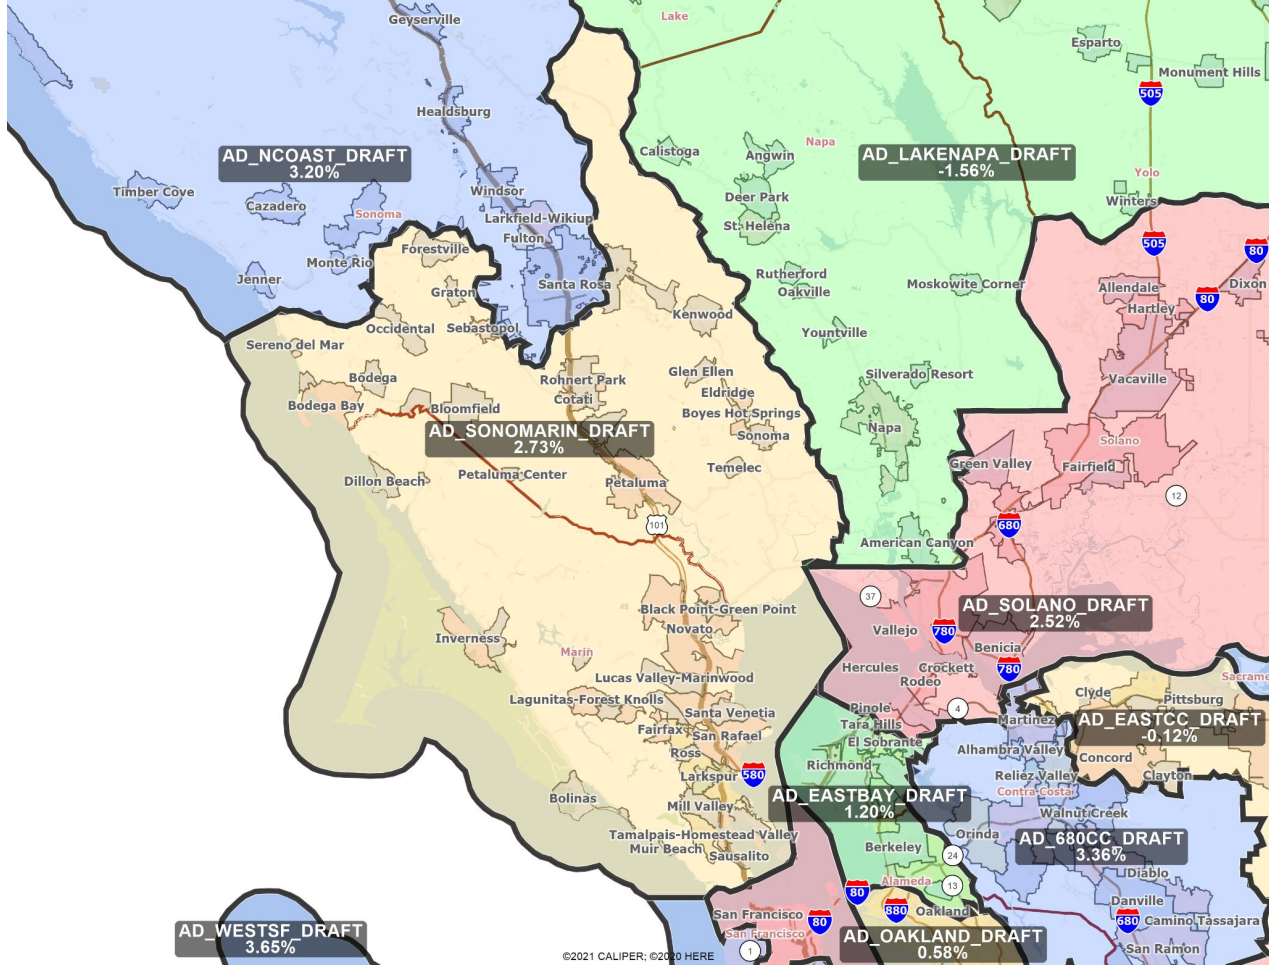 Geyserville
Lake
Esparto
Monument Hills
505
Healdsburg
Calistoga
Angwin
Napa
AD_NCOAST_DRAFT
3.20%
AD_LAKENAPA_DRAFT
-1.56%
Yolo
Timber Cove
Cazadero
Windsor
Deer Park
Winters
Sonoma
Larkfield-Wikiup
St. Helena
Fulton
505
80
Forestville
Monte Rio
Jenner
Graton
Santa Rosa
Rutherford
Oakville
Moskowite Corner
Allendale
Dixon
80
Hartley
Kenwood
Occidental
Sebastopol
Yountville
Sereno del Mar
Bodega
Rohnert Park
Cotati
Glen Ellen
Eldridge
Silverado Resort
Vacaville
Bodega Bay
Bloomfield
Boyes Hot Springs
Sonoma
Napa
Solano
AD_SONOMARIN_DRAFT
2.73%
Dillon Beach
Petaluma Center
Petaluma
Temelec
Green Valley
Fairfield
12
101
680
American Canyon
37
Black Point-Green Point
Novato
AD_SOLANO_DRAFT
2.52%
Vallejo
780
Inverness
Marin
Benicia
780
Hercules
Crockett
Rodeo
Lucas Valley-Marinwood
Sacrame
Lagunitas-Forest Knolls
Clyde
Pittsburg
Santa Venetia
Pinole
4
Martinez
AD_EASTCC_DRAFT
-0.12%
Fairfax
San Rafael
Tara Hills
El Sobrante
Alhambra Valley
Ross
Richmond
Concord
Larkspur
580
Reliez Valley
Clayton
Bolinas
Mill Valley
AD_EASTBAY_DRAFT
1.20%
Contra Costa
Walnut Creek
Tamalpais-Homestead Valley
Muir Beach
Sausalito
Berkeley
Orinda
24
AD_680CC_DRAFT
3.36%
Diablo
Alameda
13
80
880
Oakland
Danville
680
Camino Tassajara
San Francisco
80
San Francisco
AD_WESTSF_DRAFT
3.65%
1
AD_OAKLAND_DRAFT
0.58%
San Ramon
©2021 CALIPER; ©2020 HERE